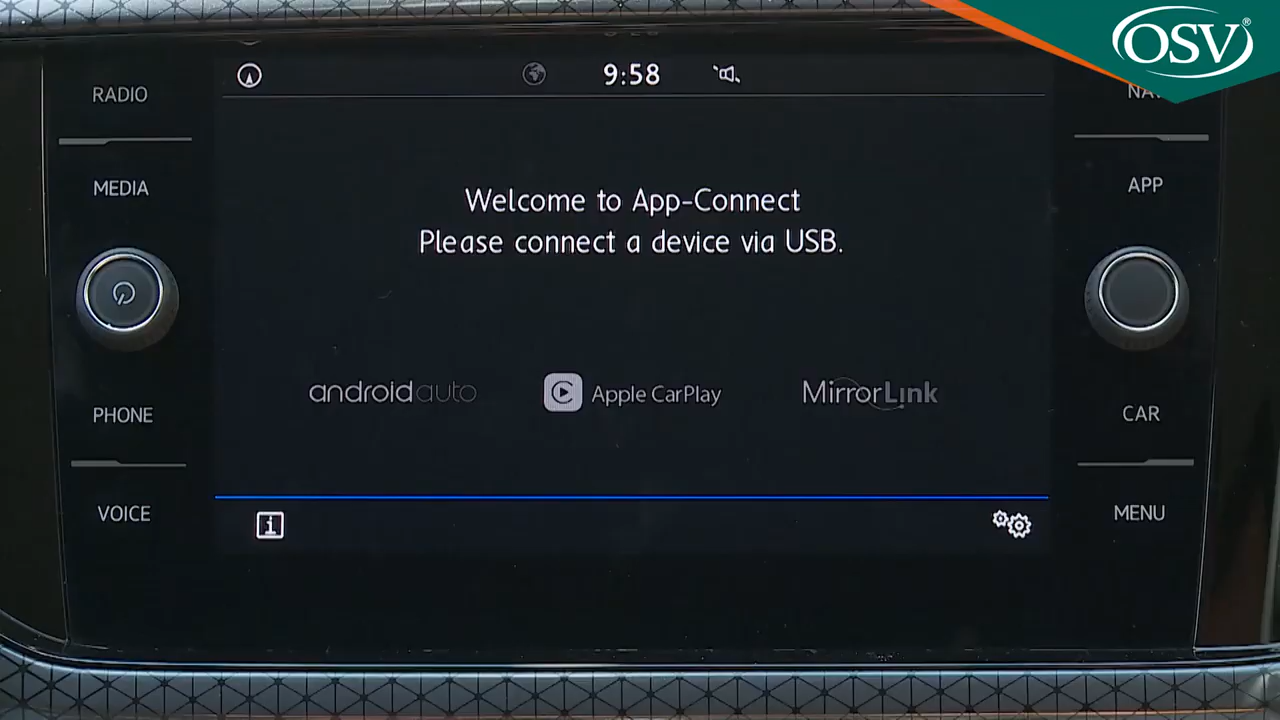 OSV®
9:58
RADIO
MEDIA
PHONE
VOICE
Welcome to App-Connect
Please connect a device via USB.
androidauto
Apple CarPlay
MirrorLink
i
APP
CAR
MENU